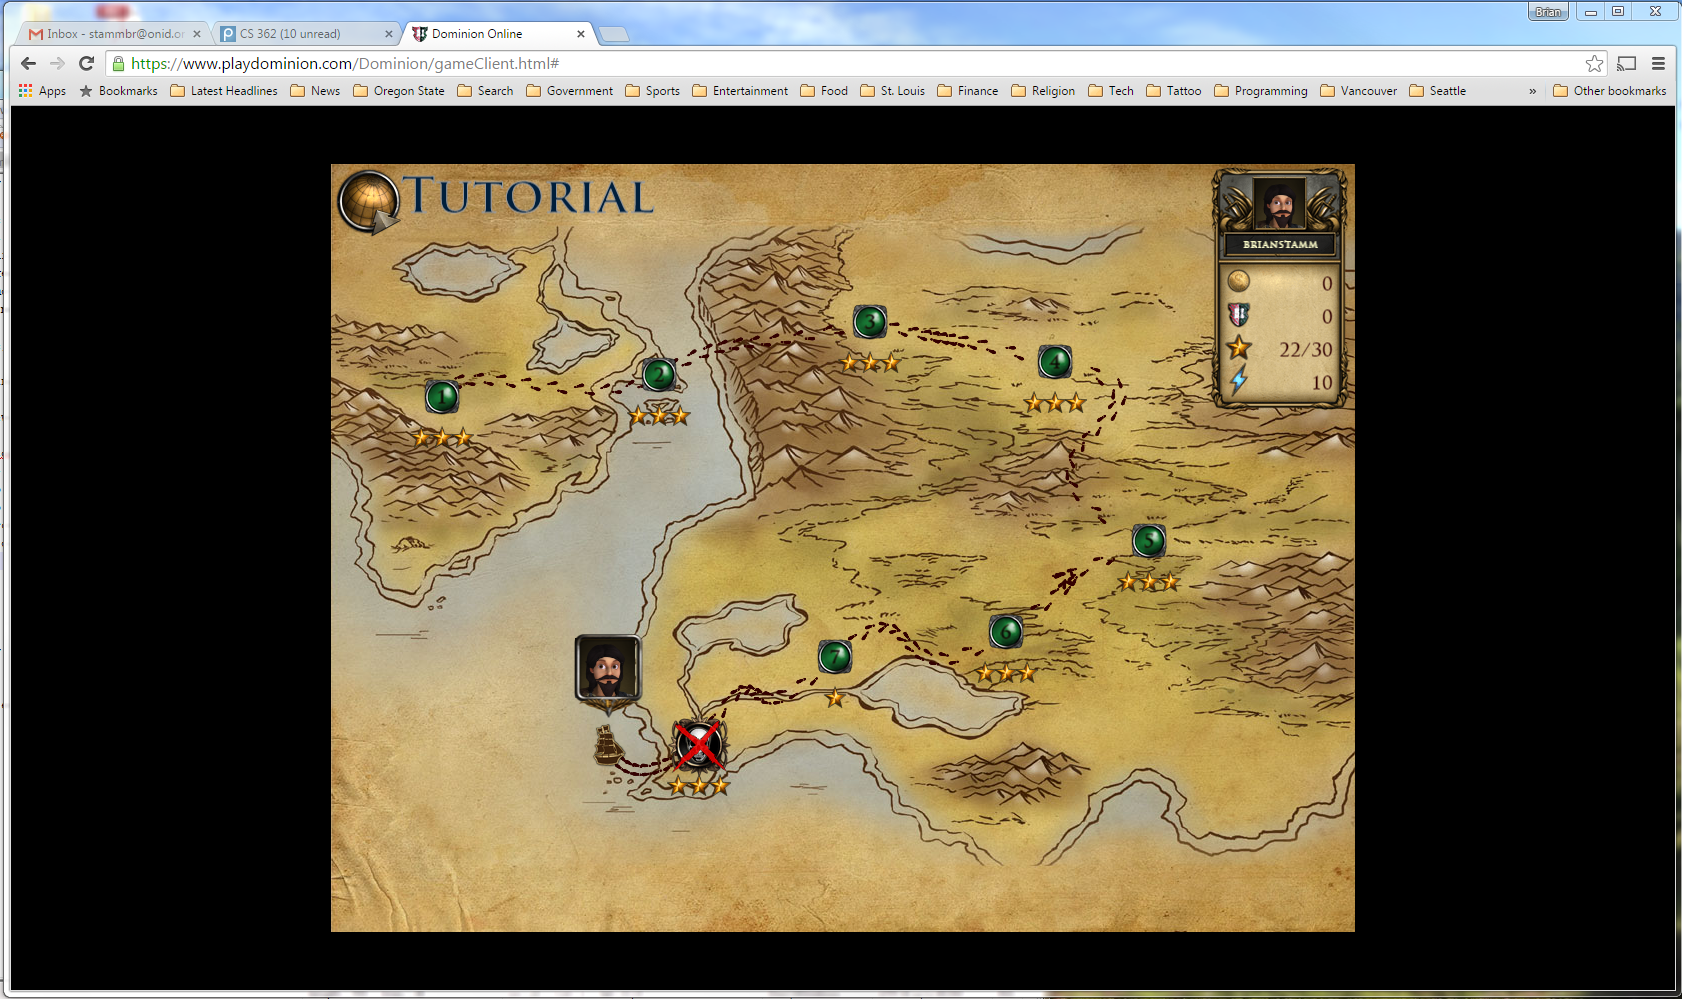 Brian
Inbox - stammbr@onid.or
CS 362 (10 unread)
Dominion Online
https://www.playdominion.com/Dominion/gameClient.html#
Apps Bookmarks Latest Headlines News Oregon State Search Government Sports Entertainment Food St. Louis Finance Religion Tech Tattoo Programming Vancouver Seattle » Other bookmarks
TUTORIAL
BRIANSTAMM
0
0
22/30
10
3
4
2
1
5
6
7